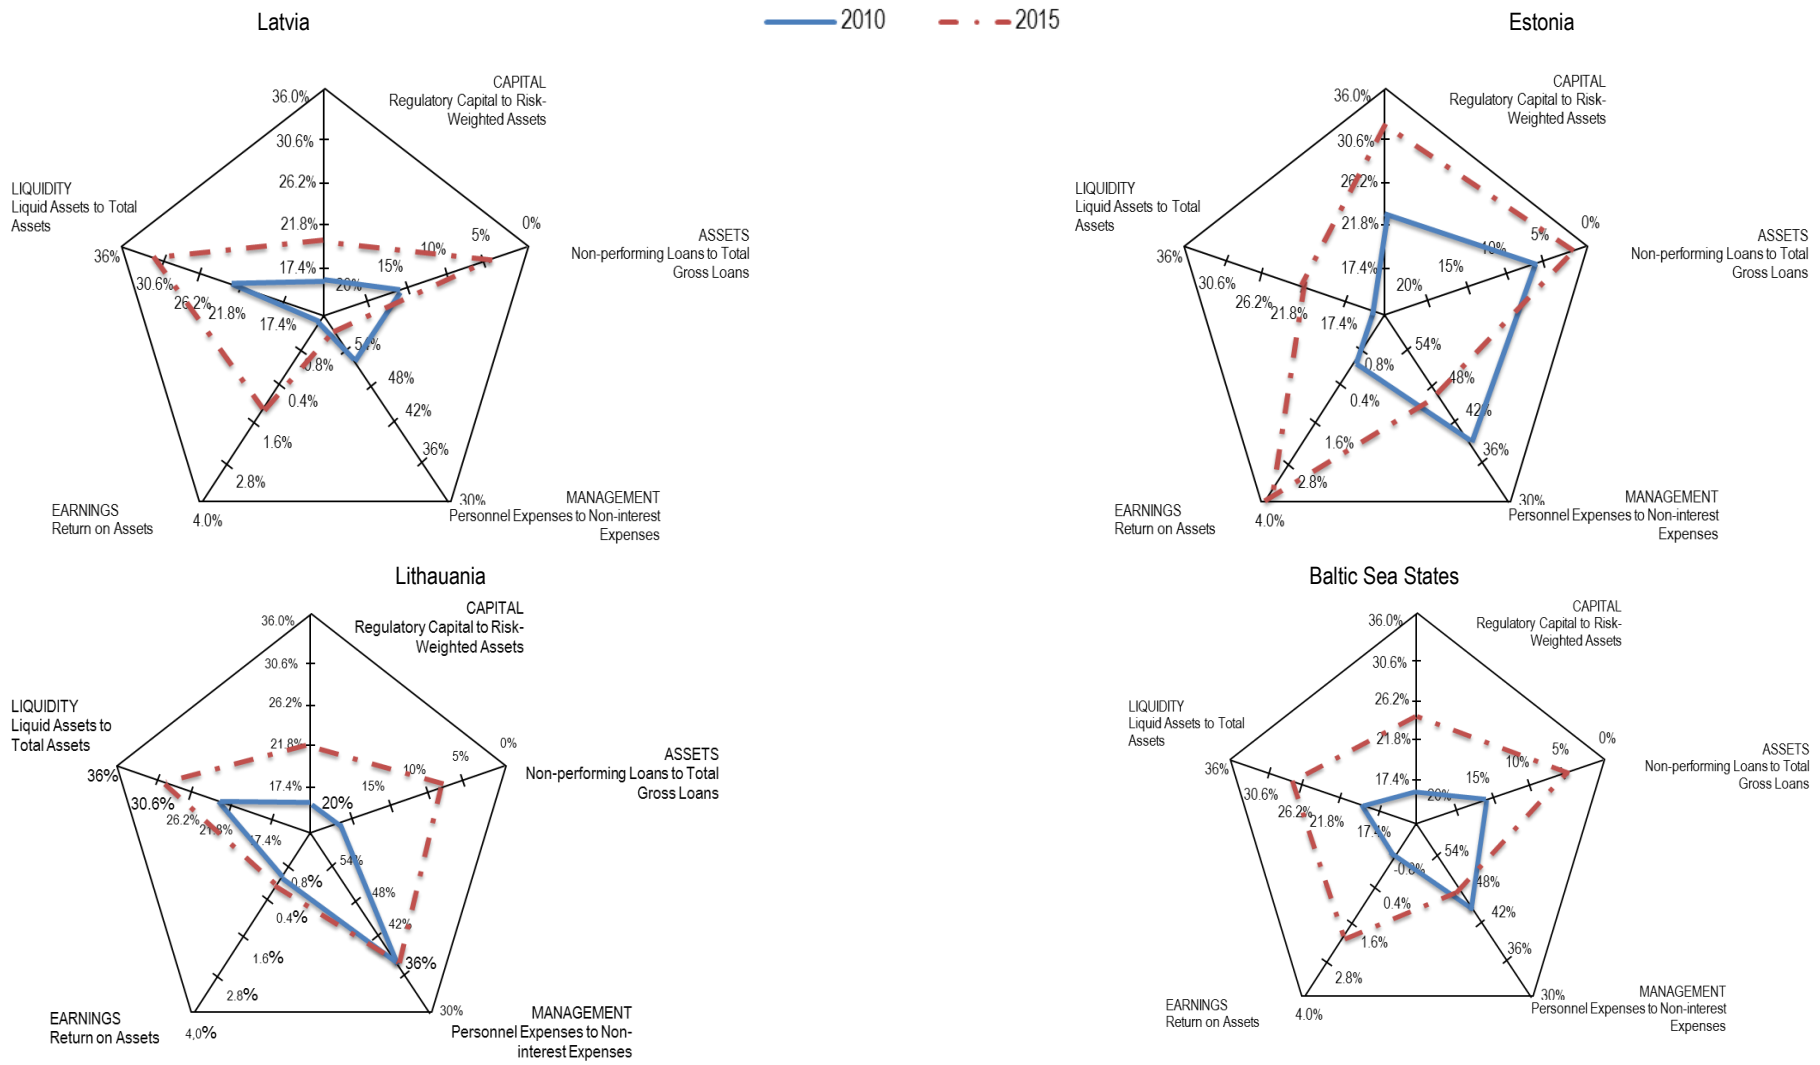 Latvia
2010
2015
Estonia
36.0%
CAPITAL
Regulatory Capital to Risk-
Weighted Assets
30.6%
26.2%
21.8%
17.4%
LIQUIDITY
Liquid Assets to Total
Assets
36%
30.6%
26.2%
21.8%
17.4%
0%
5%
10%
15%
20%
ASSETS
Non-performing Loans to Total
Gross Loans
54%
48%
42%
36%
30%
MANAGEMENT
Personnel Expenses to Non-interest
Expenses
0.8%
0.4%
1.6%
2.8%
4.0%
EARNINGS
Return on Assets
36.0%
CAPITAL
Regulatory Capital to Risk-
Weighted Assets
30.6%
26.2%
21.8%
17.4%
LIQUIDITY
Liquid Assets to Total
Assets
36%
30.6%
26.2%
21.8%
17.4%
0%
5%
10%
15%
20%
ASSETS
Non-performing Loans to Total
Gross Loans
54%
48%
42%
36%
30%
MANAGEMENT
Personnel Expenses to Non-interest
Expenses
0.8%
0.4%
1.6%
2.8%
4.0%
EARNINGS
Return on Assets
Lithauania
36.0%
CAPITAL
Regulatory Capital to Risk-
Weighted Assets
30.6%
26.2%
21.8%
17.4%
LIQUIDITY
Liquid Assets to
Total Assets
36%
30.6%
26.2%
21.8%
17.4%
0%
5%
10%
15%
20%
ASSETS
Non-performing Loans to Total
Gross Loans
54%
48%
42%
36%
30%
MANAGEMENT
Personnel Expenses to Non-
interest Expenses
0.8%
0.4%
1.6%
2.8%
4,0%
EARNINGS
Return on Assets
Baltic Sea States
36.0%
CAPITAL
Regulatory Capital to Risk-
Weighted Assets
30.6%
26.2%
21.8%
17.4%
LIQUIDITY
Liquid Assets to Total
Assets
36%
30.6%
26.2%
21.8%
17.4%
0%
5%
10%
15%
20%
ASSETS
Non-performing Loans to Total
Gross Loans
54%
48%
42%
36%
30%
MANAGEMENT
Personnel Expenses to Non-interest
Expenses
-0.8%
0.4%
1.6%
2.8%
4.0%
EARNINGS
Return on Assets